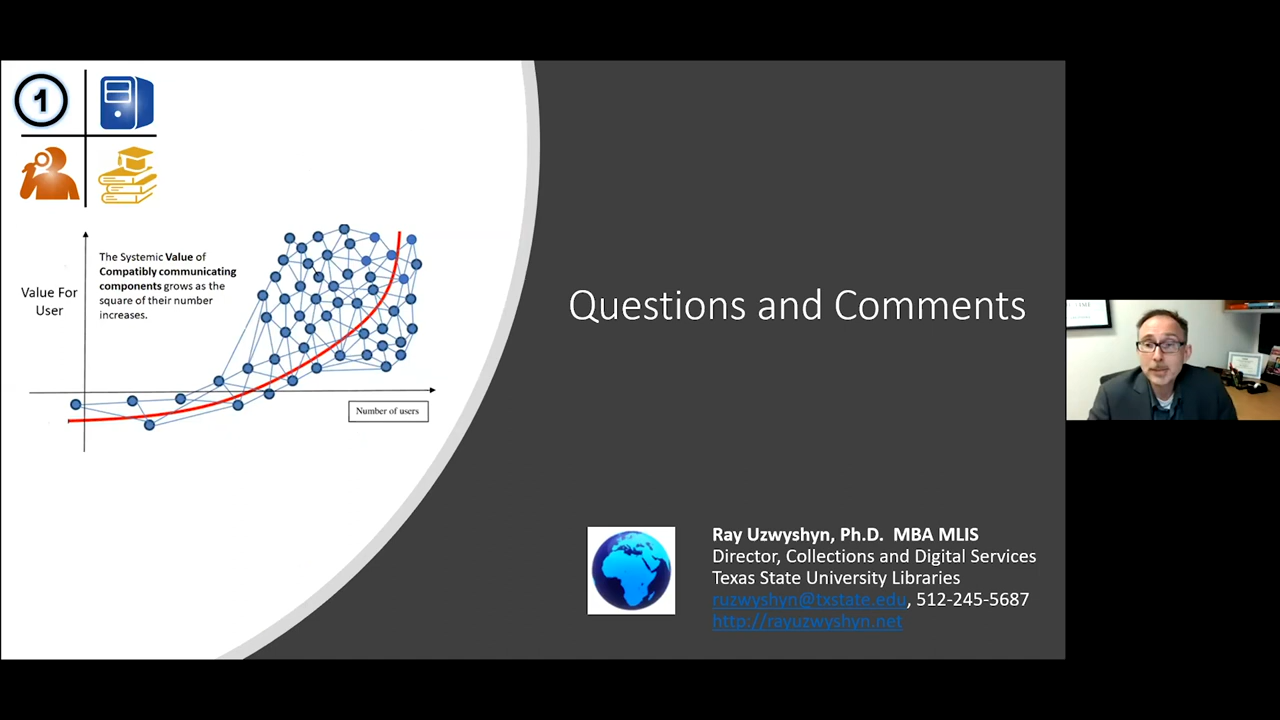 1
The Systemic Value of
Compatibly communicating
components grows as the
square of their number
increases.
Value For
User
Number of users
Questions and Comments
Ray Uzwyshyn, Ph.D. MBA MLIS
Director, Collections and Digital Services
Texas State University Libraries
ruzwyshyn@txstate.edu, 512-245-5687
http://rayuzwyshyn.net